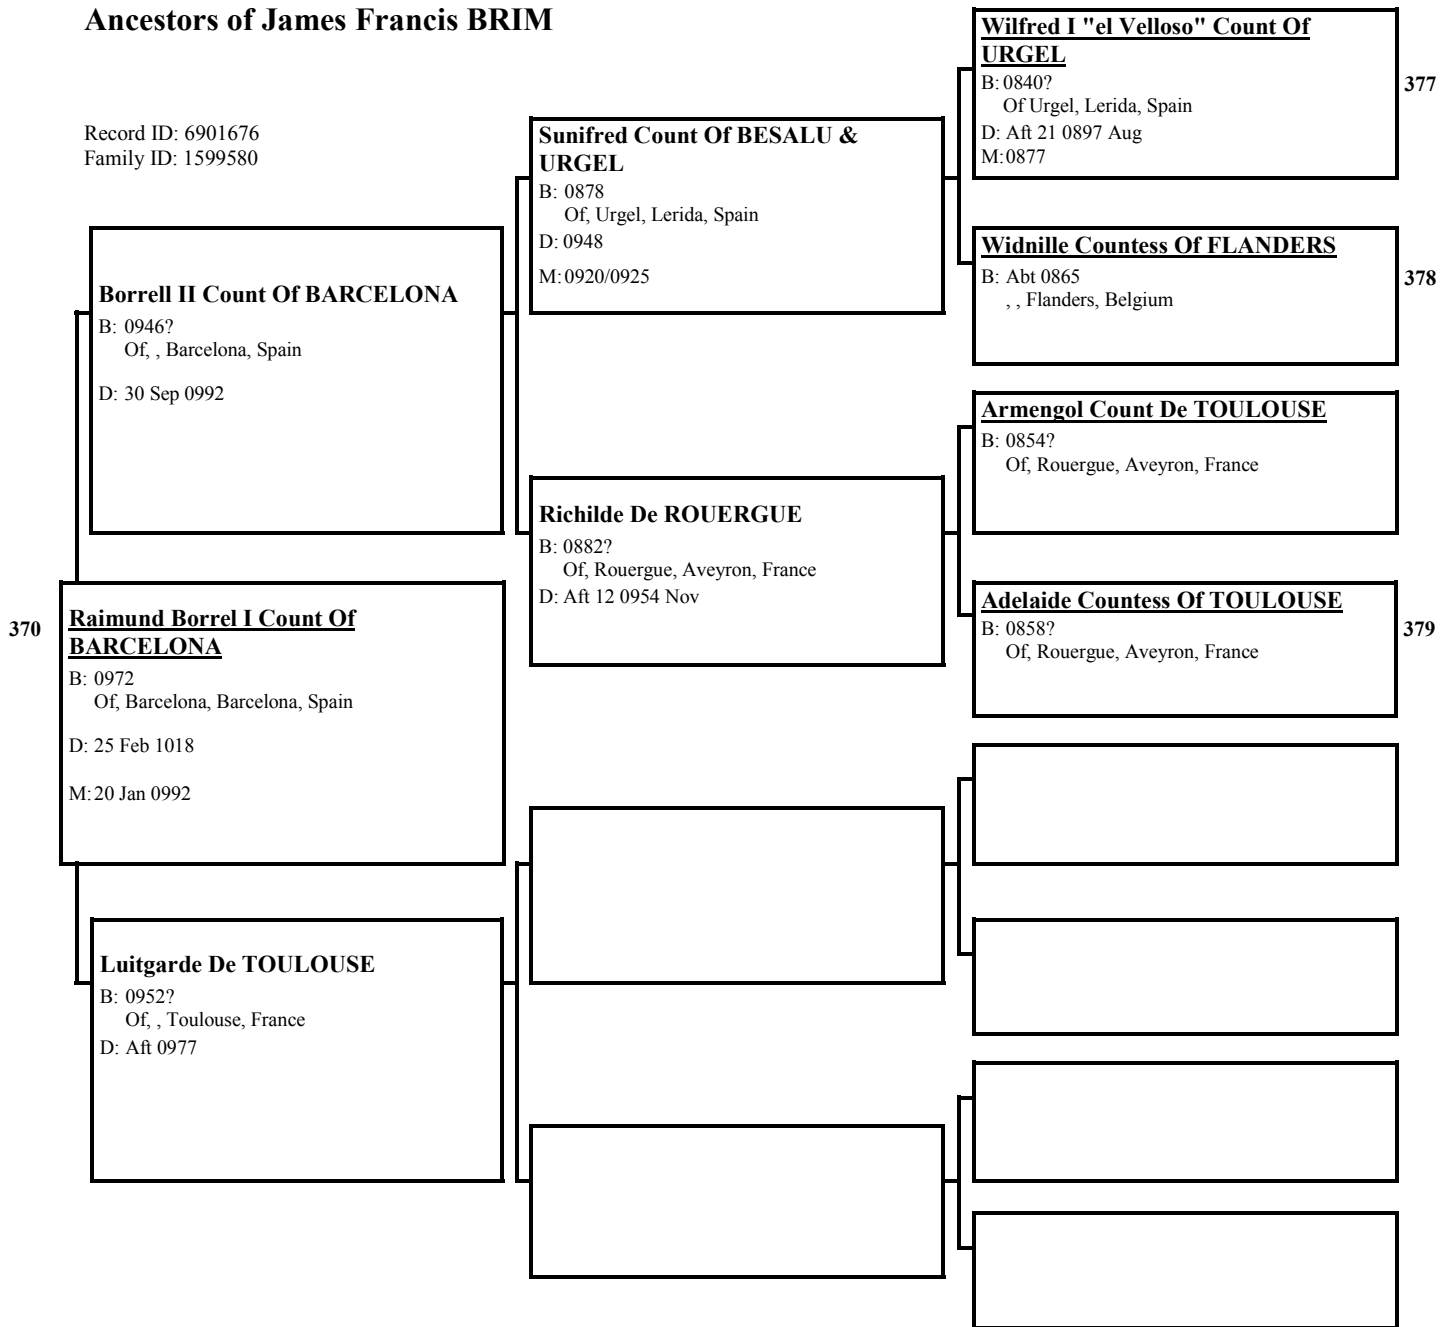 Ancestors of James Francis BRIM
Record ID: 6901676
Family ID: 1599580
Wilfred I "el Velloso" Count Of
URGEL
B: 0840?
Of Urgel, Lerida, Spain
D: Aft 21 0897 Aug
M: 0877
377
Sunifred Count Of BESALU &
URGEL
B: 0878
Of, Urgel, Lerida, Spain
D: 0948
M: 0920/0925
Widnille Countess Of FLANDERS
B: Abt 0865
, , Flanders, Belgium
378
Borrell II Count Of BARCELONA
B: 0946?
Of, , Barcelona, Spain
D: 30 Sep 0992
Armengol Count De TOULOUSE
B: 0854?
Of, Rouergue, Aveyron, France
Richilde De ROUERGUE
B: 0882?
Of, Rouergue, Aveyron, France
D: Aft 12 0954 Nov
Adelaide Countess Of TOULOUSE
B: 0858?
Of, Rouergue, Aveyron, France
379
370
Raimund Borrel I Count Of
BARCELONA
B: 0972
Of, Barcelona, Barcelona, Spain
D: 25 Feb 1018
M: 20 Jan 0992
Luitgarde De TOULOUSE
B: 0952?
Of, , Toulouse, France
D: Aft 0977